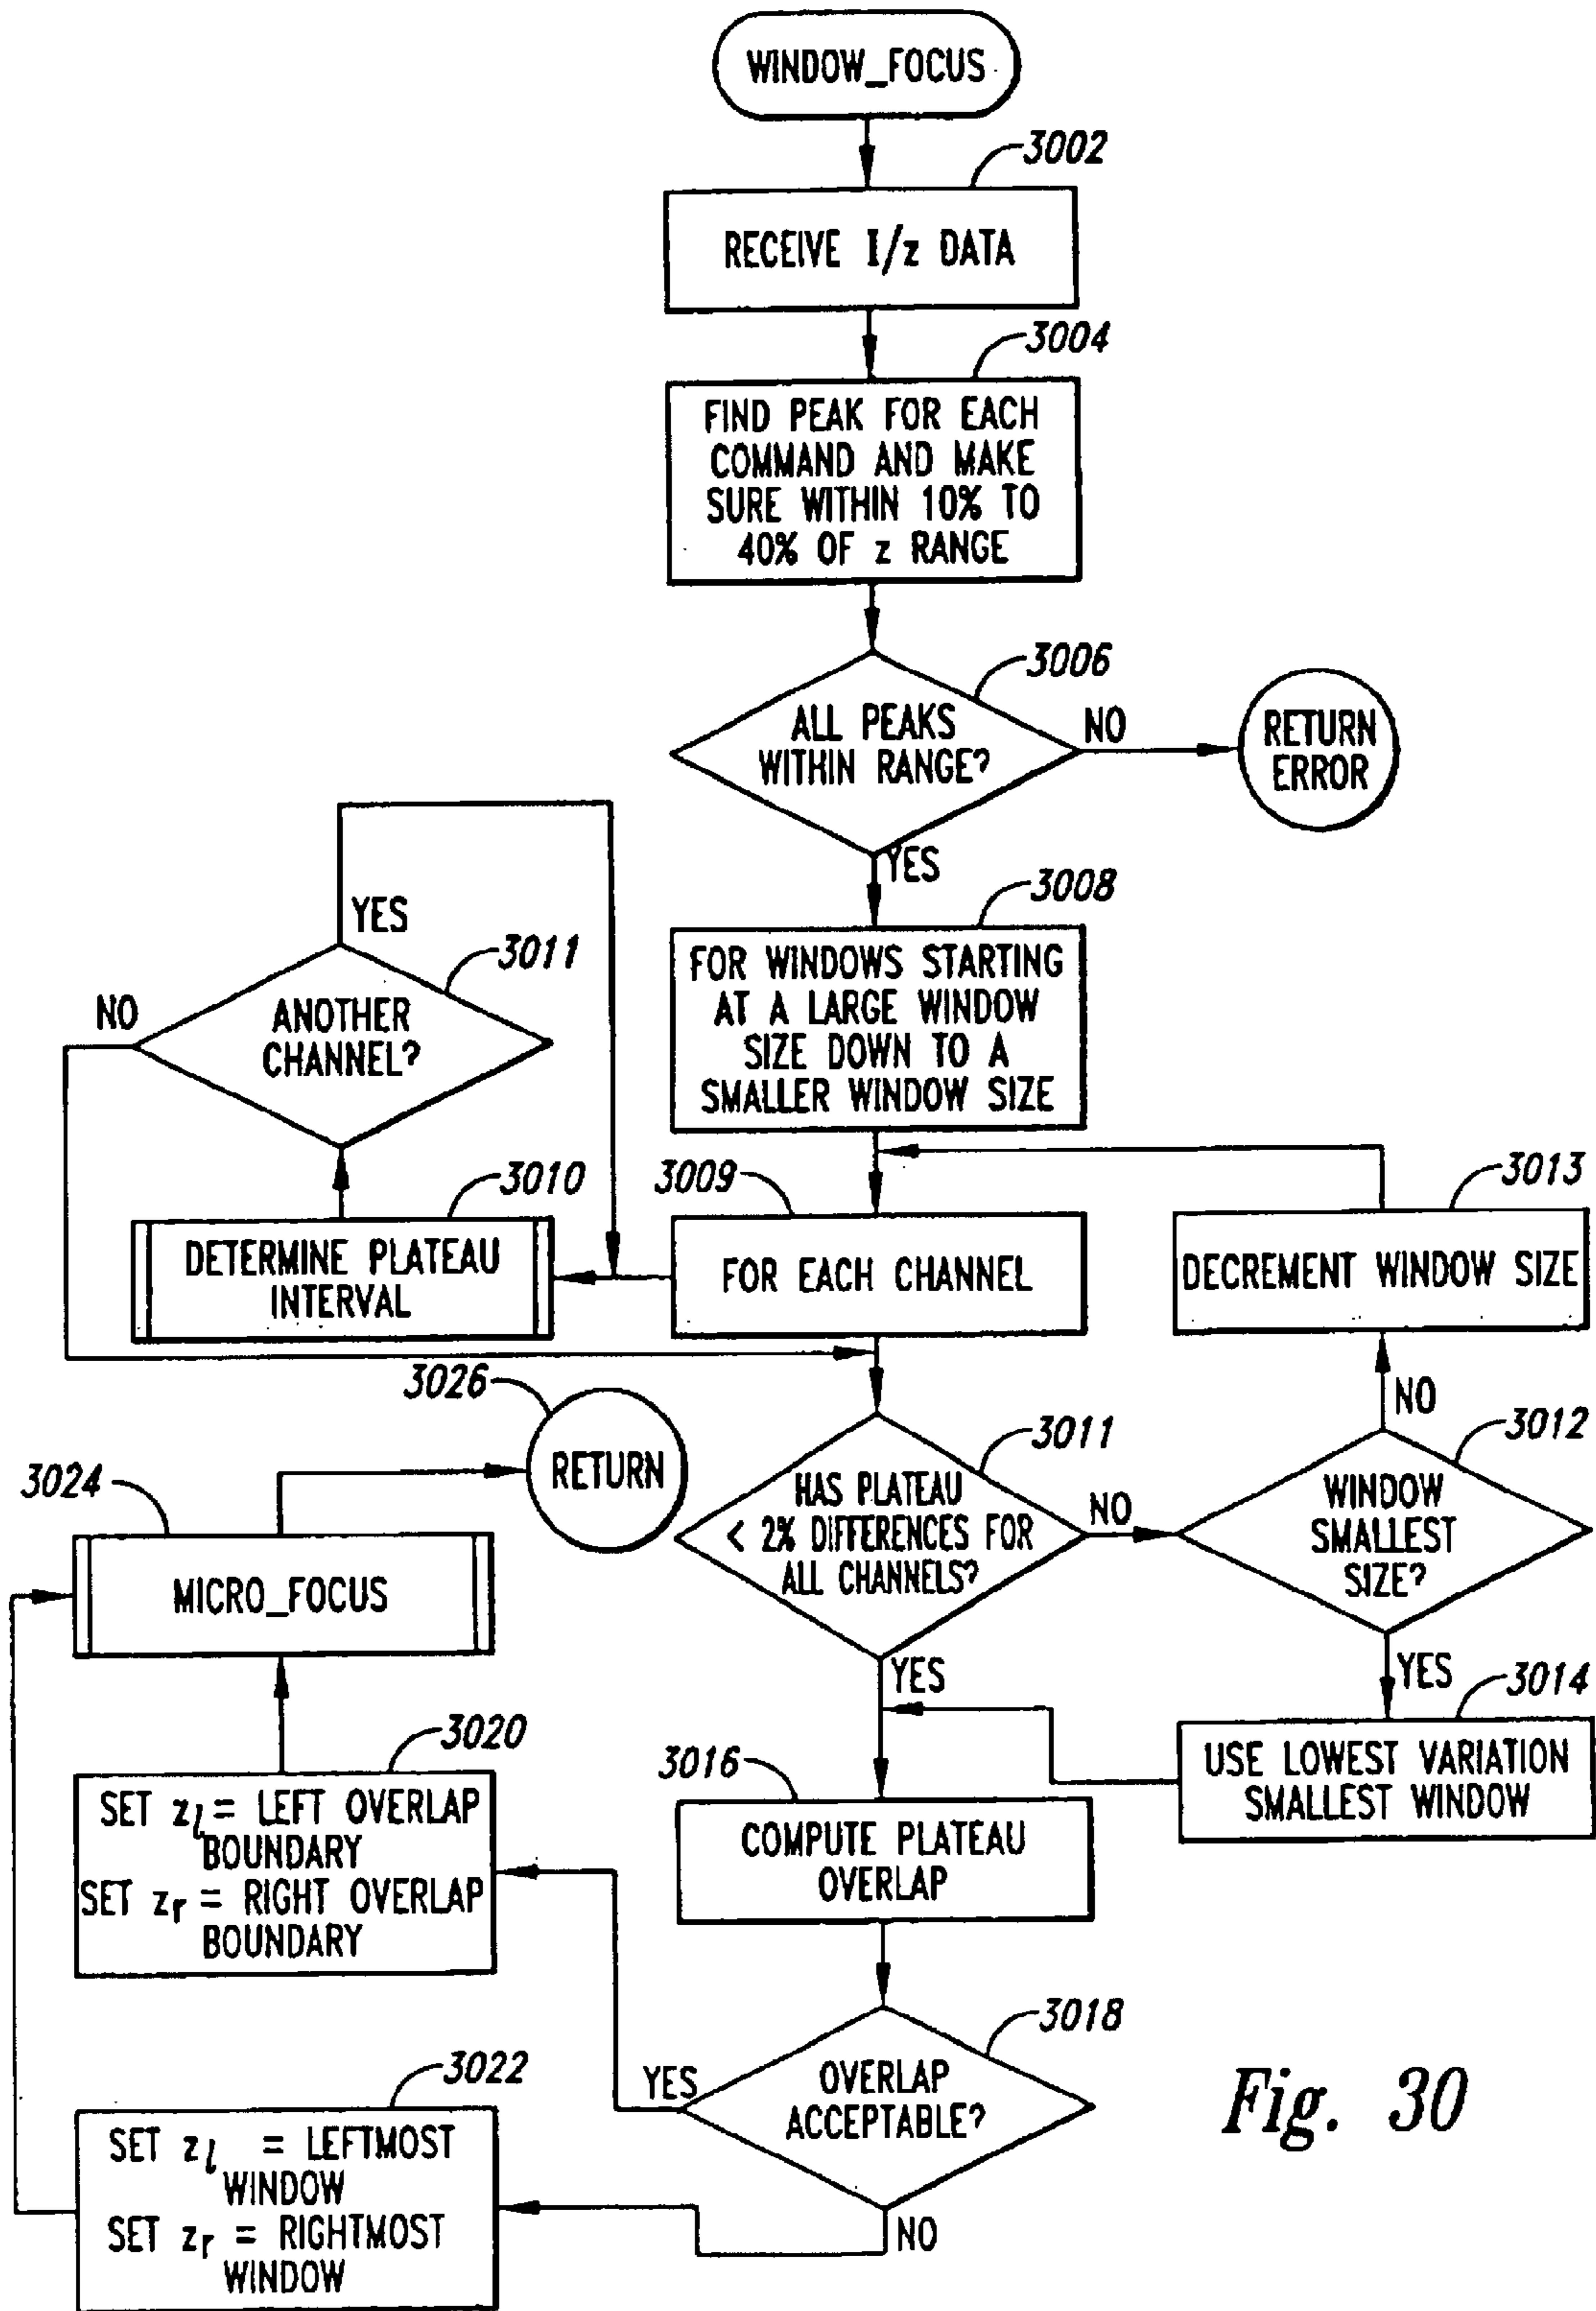 WINDOW_FOCUS
3002
RECEIVE I/z DATA
3004
FIND PEAK FOR EACH
COMMAND AND MAKE
SURE WITHIN 10% TO
40% OF z RANGE
3006
ALL PEAKS
WITHIN RANGE?
NO
RETURN
ERROR
YES
3008
FOR WINDOWS STARTING
AT A LARGE WINDOW
SIZE DOWN TO A
SMALLER WINDOW SIZE
YES
3011
NO
ANOTHER
CHANNEL?
3010
DETERMINE PLATEAU
INTERVAL
3009
FOR EACH CHANNEL
3013
DECREMENT WINDOW SIZE
NO
3026
RETURN
3011
HAS PLATEAU
< 2% DIFFERENCES FOR
ALL CHANNELS?
NO
3012
WINDOW
SMALLEST
SIZE?
YES
3014
USE LOWEST VARIATION
SMALLEST WINDOW
3024
MICRO_FOCUS
YES
3016
COMPUTE PLATEAU
OVERLAP
3020
SET zl = LEFT OVERLAP
BOUNDARY
SET zr = RIGHT OVERLAP
BOUNDARY
3018
OVERLAP
ACCEPTABLE?
YES
NO
3022
SET zl = LEFTMOST
WINDOW
SET zr = RIGHTMOST
WINDOW
Fig. 30